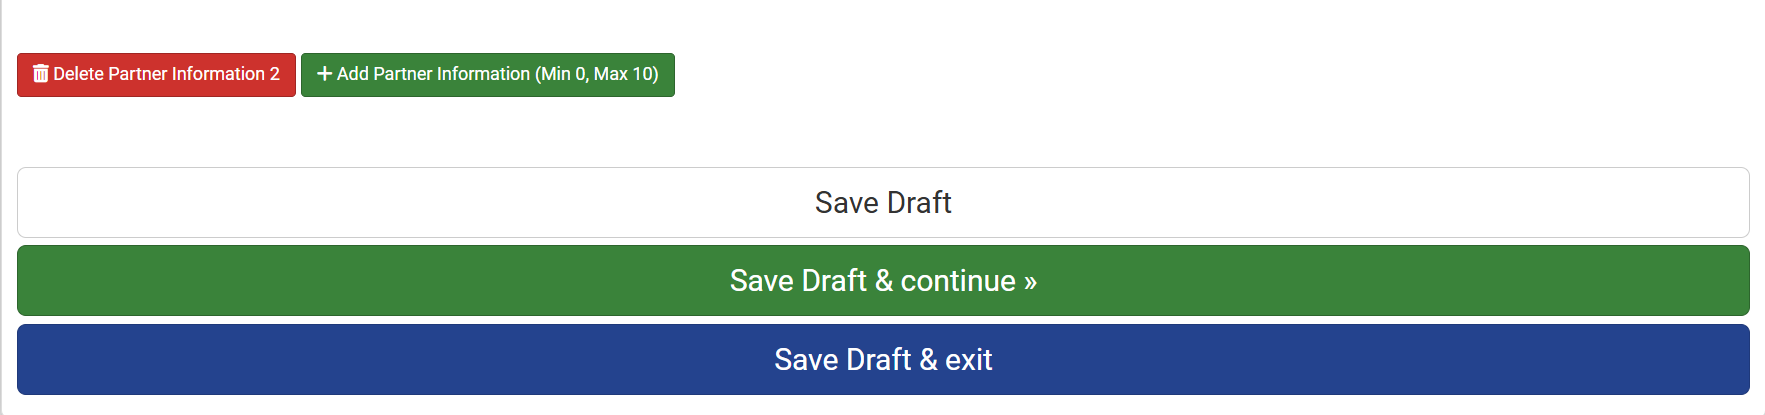 Delete Partner Information 2
+ Add Partner Information (Min 0, Max 10)
Save Draft
Save Draft & continue »
Save Draft & exit